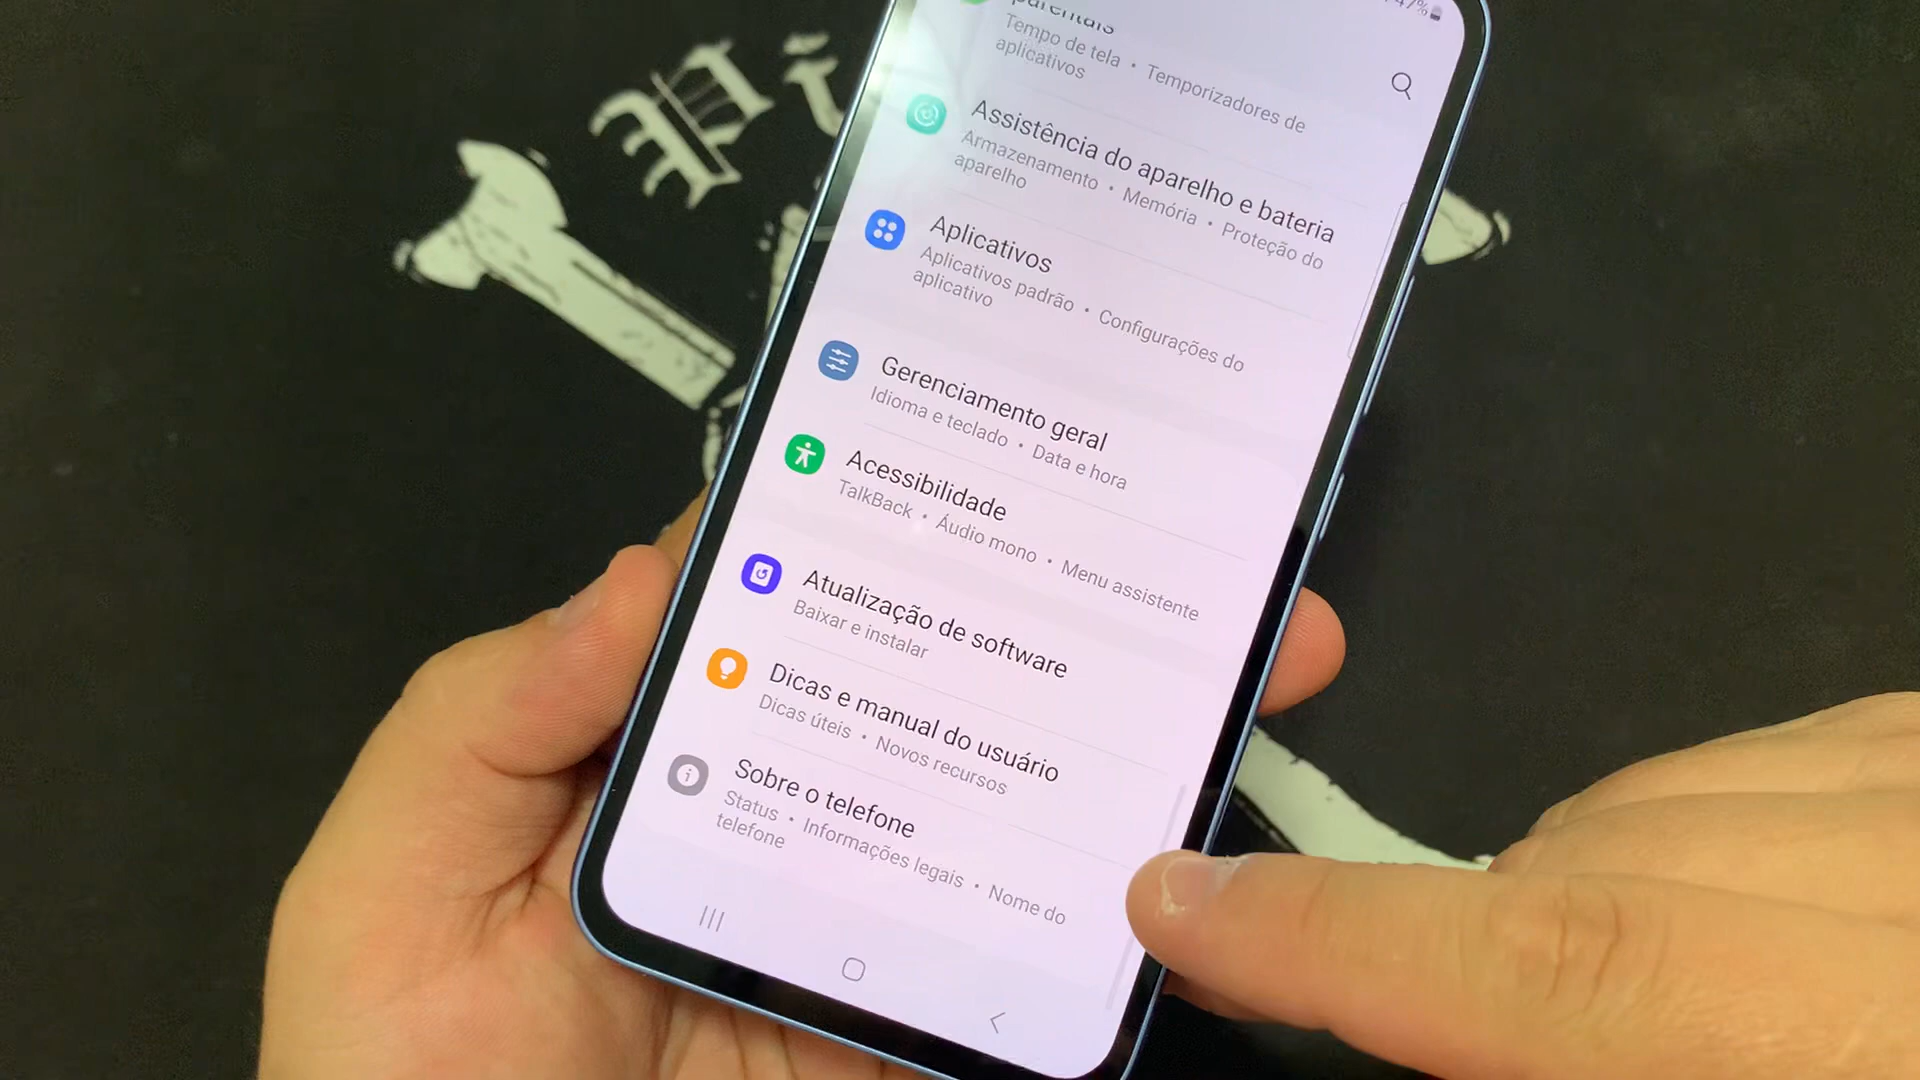 47%
parentais
Tempo de tela • Temporizadores de
aplicativos
Assistência do aparelho e bateria
Armazenamento • Memória • Proteção do
aparelho
Aplicativos
Aplicativos padrão • Configurações do
aplicativo
Gerenciamento geral
Idioma e teclado • Data e hora
Acessibilidade
TalkBack • Áudio mono • Menu assistente
Atualização de software
Baixar e instalar
Dicas e manual do usuário
Dicas úteis • Novos recursos
Sobre o telefone
Status • Informações legais • Nome do
telefone